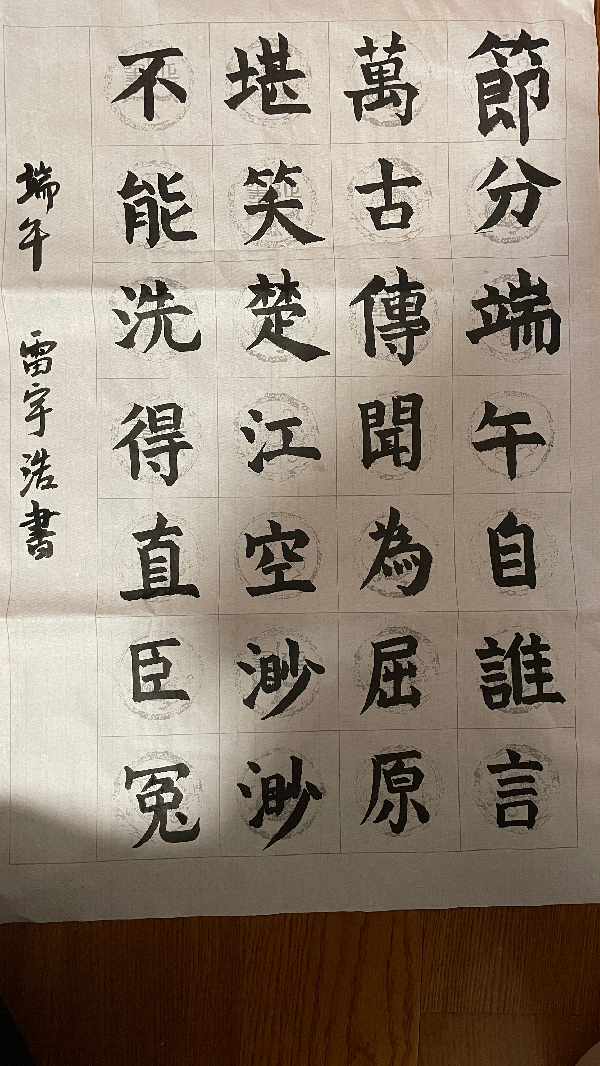 節分端午自誰言
萬古傳聞為屈原
堪笑楚江空渺渺
不能洗得直臣冤
端午 雷宇浩書